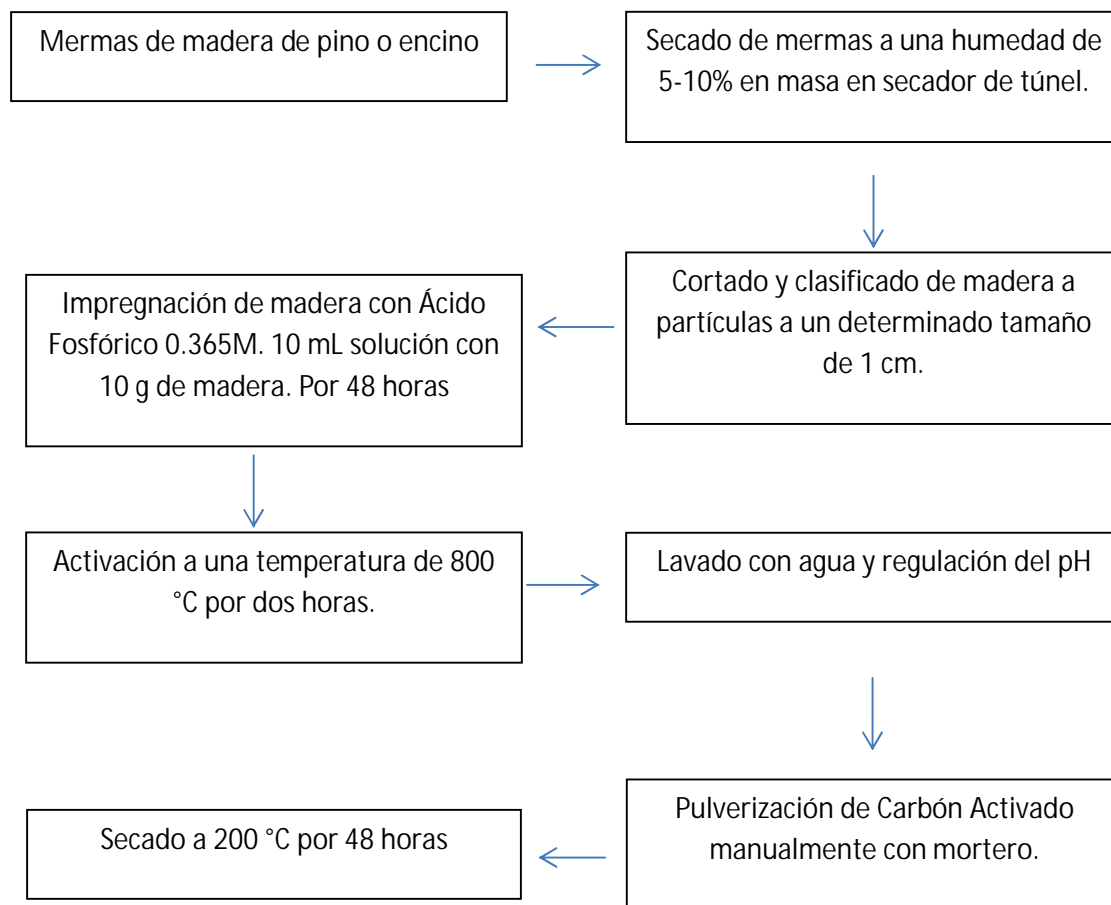 Mermas de madera de pino o encino
Secado de mermas a una humedad de
5-10% en masa en secador de túnel.
Cortado y clasificado de madera a
partículas a un determinado tamaño
de 1 cm.
Impregnación de madera con Ácido
Fosfórico 0.365M. 10 mL solución con
10 g de madera. Por 48 horas
Activación a una temperatura de 800
°C por dos horas.
Lavado con agua y regulación del pH
Pulverización de Carbón Activado
manualmente con mortero.
Secado a 200 °C por 48 horas